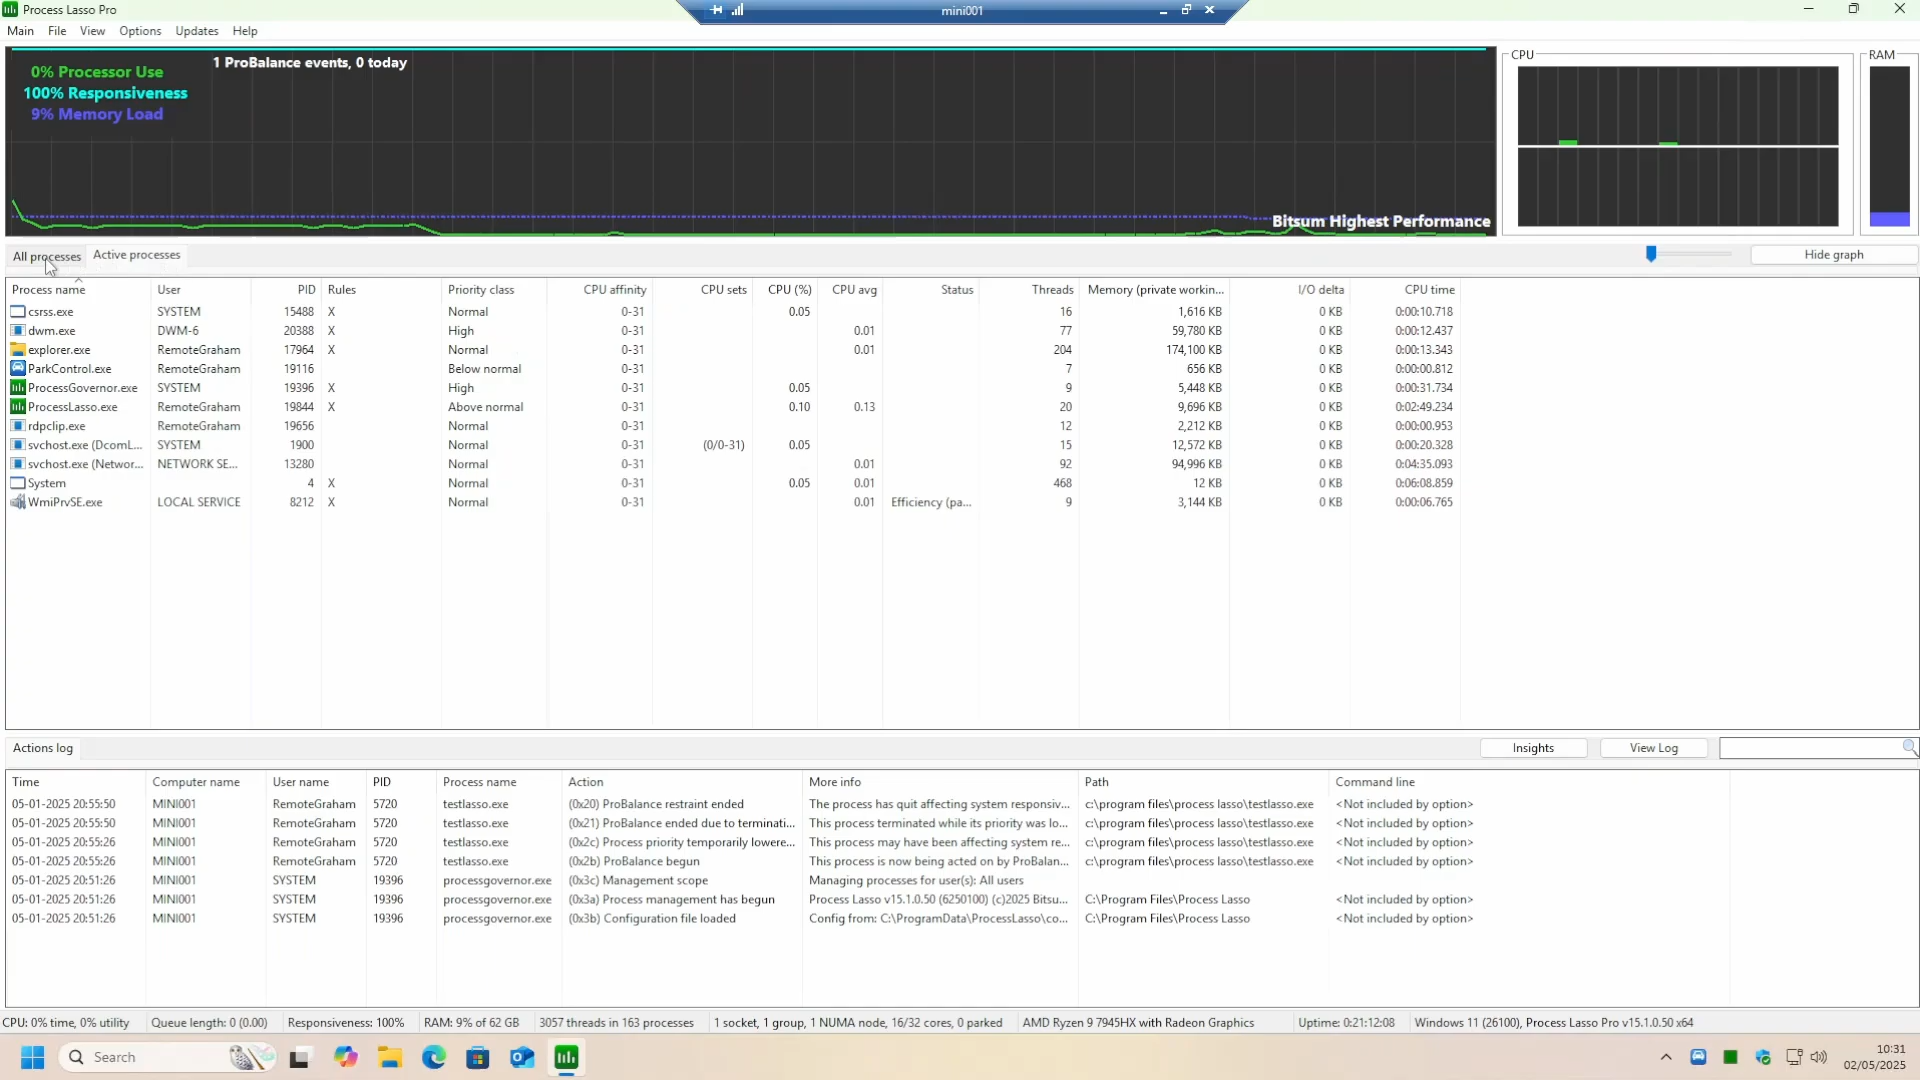 Process Lasso Pro
mini001
Main File View Options Updates Help
0% Processor Use
100% Responsiveness
9% Memory Load
1 ProBalance events, 0 today
Bitsum Highest Performance
CPU
RAM
All processes Active processes
Hide graph
Process name User PID Rules Priority class CPU affinity CPU sets CPU (%) CPU avg Status Threads Memory (private workin... I/O delta CPU time
csrss.exe SYSTEM 15488 X Normal 0-31 0.05 16 1,616 KB 0 KB 0:00:10.718
dwm.exe DWM-6 20388 X High 0-31 0.01 77 59,780 KB 0 KB 0:00:12.437
explorer.exe RemoteGraham 17964 X Normal 0-31 0.01 204 174,100 KB 0 KB 0:00:13.343
ParkControl.exe RemoteGraham 19116 Below normal 0-31 7 656 KB 0 KB 0:00:00.812
ProcessGovernor.exe SYSTEM 19396 X High 0-31 0.05 9 5,448 KB 0 KB 0:00:31.734
ProcessLasso.exe RemoteGraham 19844 X Above normal 0-31 0.10 0.13 20 9,696 KB 0 KB 0:02:49.234
rdpclip.exe RemoteGraham 19656 Normal 0-31 12 2,212 KB 0 KB 0:00:00.953
svchost.exe (DcomL... SYSTEM 1900 Normal 0-31 (0/0-31) 0.05 15 12,572 KB 0 KB 0:00:20.328
svchost.exe (Networ... NETWORK SE... 13280 Normal 0-31 0.01 92 94,996 KB 0 KB 0:04:35.093
System 4 X Normal 0-31 0.05 0.01 468 12 KB 0 KB 0:06:08.859
WmiPrvSE.exe LOCAL SERVICE 8212 X Normal 0-31 0.01 Efficiency (pa... 9 3,144 KB 0 KB 0:00:06.765
Actions log
Insights View Log
Time Computer name User name PID Process name Action More info Path Command line
05-01-2025 20:55:50 MINI001 RemoteGraham 5720 testlasso.exe (0x20) ProBalance restraint ended The process has quit affecting system responsiv... c:\program files\process lasso\testlasso.exe <Not included by option>
05-01-2025 20:55:50 MINI001 RemoteGraham 5720 testlasso.exe (0x21) ProBalance ended due to terminati... This process terminated while its priority was lo... c:\program files\process lasso\testlasso.exe <Not included by option>
05-01-2025 20:55:26 MINI001 RemoteGraham 5720 testlasso.exe (0x2c) Process priority temporarily lowere... This process may have been affecting system re... c:\program files\process lasso\testlasso.exe <Not included by option>
05-01-2025 20:55:26 MINI001 RemoteGraham 5720 testlasso.exe (0x2b) ProBalance begun This process is now being acted on by ProBalan... c:\program files\process lasso\testlasso.exe <Not included by option>
05-01-2025 20:51:26 MINI001 SYSTEM 19396 processgovernor.exe (0x3c) Management scope Managing processes for user(s): All users
05-01-2025 20:51:26 MINI001 SYSTEM 19396 processgovernor.exe (0x3a) Process management has begun Process Lasso v15.1.0.50 (6250100) (c)2025 Bitsu... C:\Program Files\Process Lasso <Not included by option>
05-01-2025 20:51:26 MINI001 SYSTEM 19396 processgovernor.exe (0x3b) Configuration file loaded Config from: C:\ProgramData\ProcessLasso\co... C:\Program Files\Process Lasso <Not included by option>
CPU: 0% time, 0% utility Queue length: 0 (0.00) Responsiveness: 100% RAM: 9% of 62 GB 3057 threads in 163 processes 1 socket, 1 group, 1 NUMA node, 16/32 cores, 0 parked AMD Ryzen 9 7945HX with Radeon Graphics Uptime: 0:21:12:08 Windows 11 (26100), Process Lasso Pro v15.1.0.50 x64
Search
10:31
02/05/2025